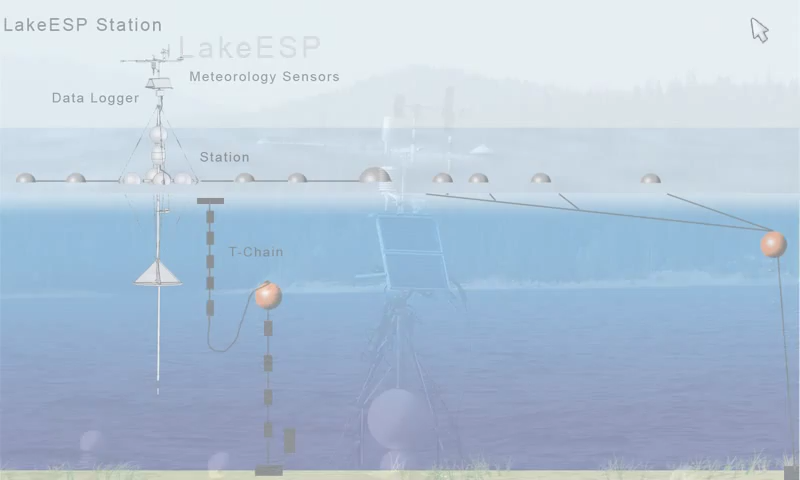 LakeESP Station
LakeESP
Meteorology Sensors
Data Logger
Station
T-Chain